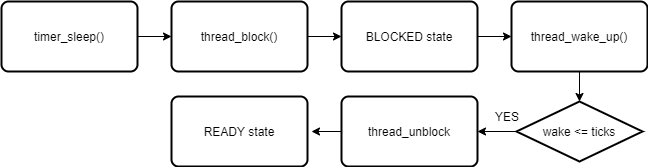 timer_sleep()
thread_block()
BLOCKED state
thread_wake_up()
wake <= ticks
YES
thread_unblock
READY state